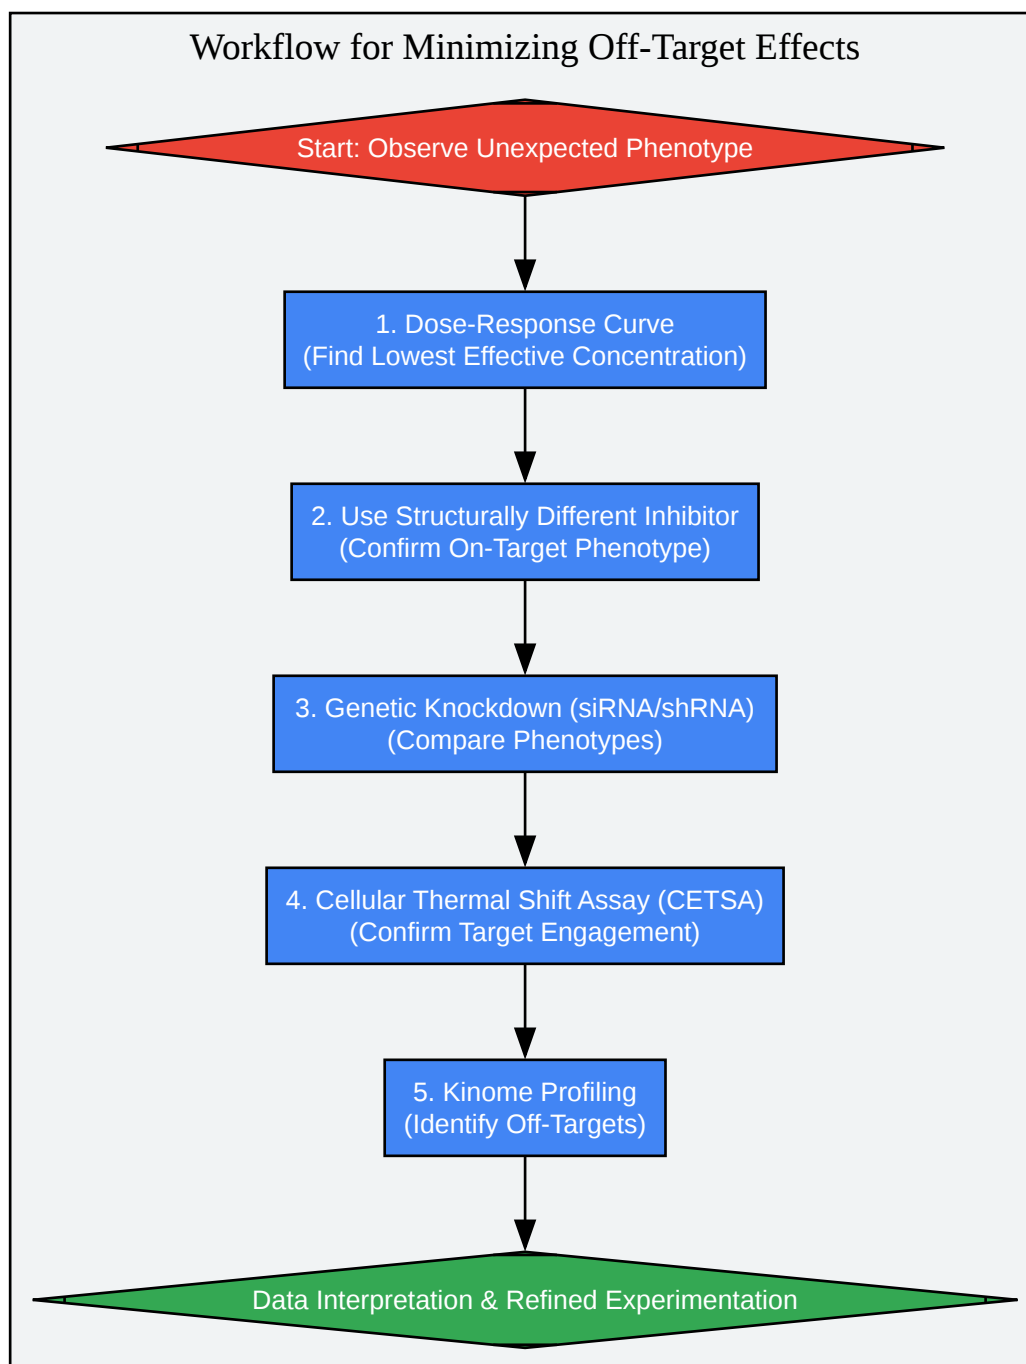 Workflow for Minimizing Off-Target Effects
Start: Observe Unexpected Phenotype
1. Dose-Response Curve
(Find Lowest Effective Concentration)
2. Use Structurally Different Inhibitor
(Confirm On-Target Phenotype)
3. Genetic Knockdown (siRNA/shRNA)
(Compare Phenotypes)
4. Cellular Thermal Shift Assay (CETSA)
(Confirm Target Engagement)
5. Kinome Profiling
(Identify Off-Targets)
Data Interpretation & Refined Experimentation